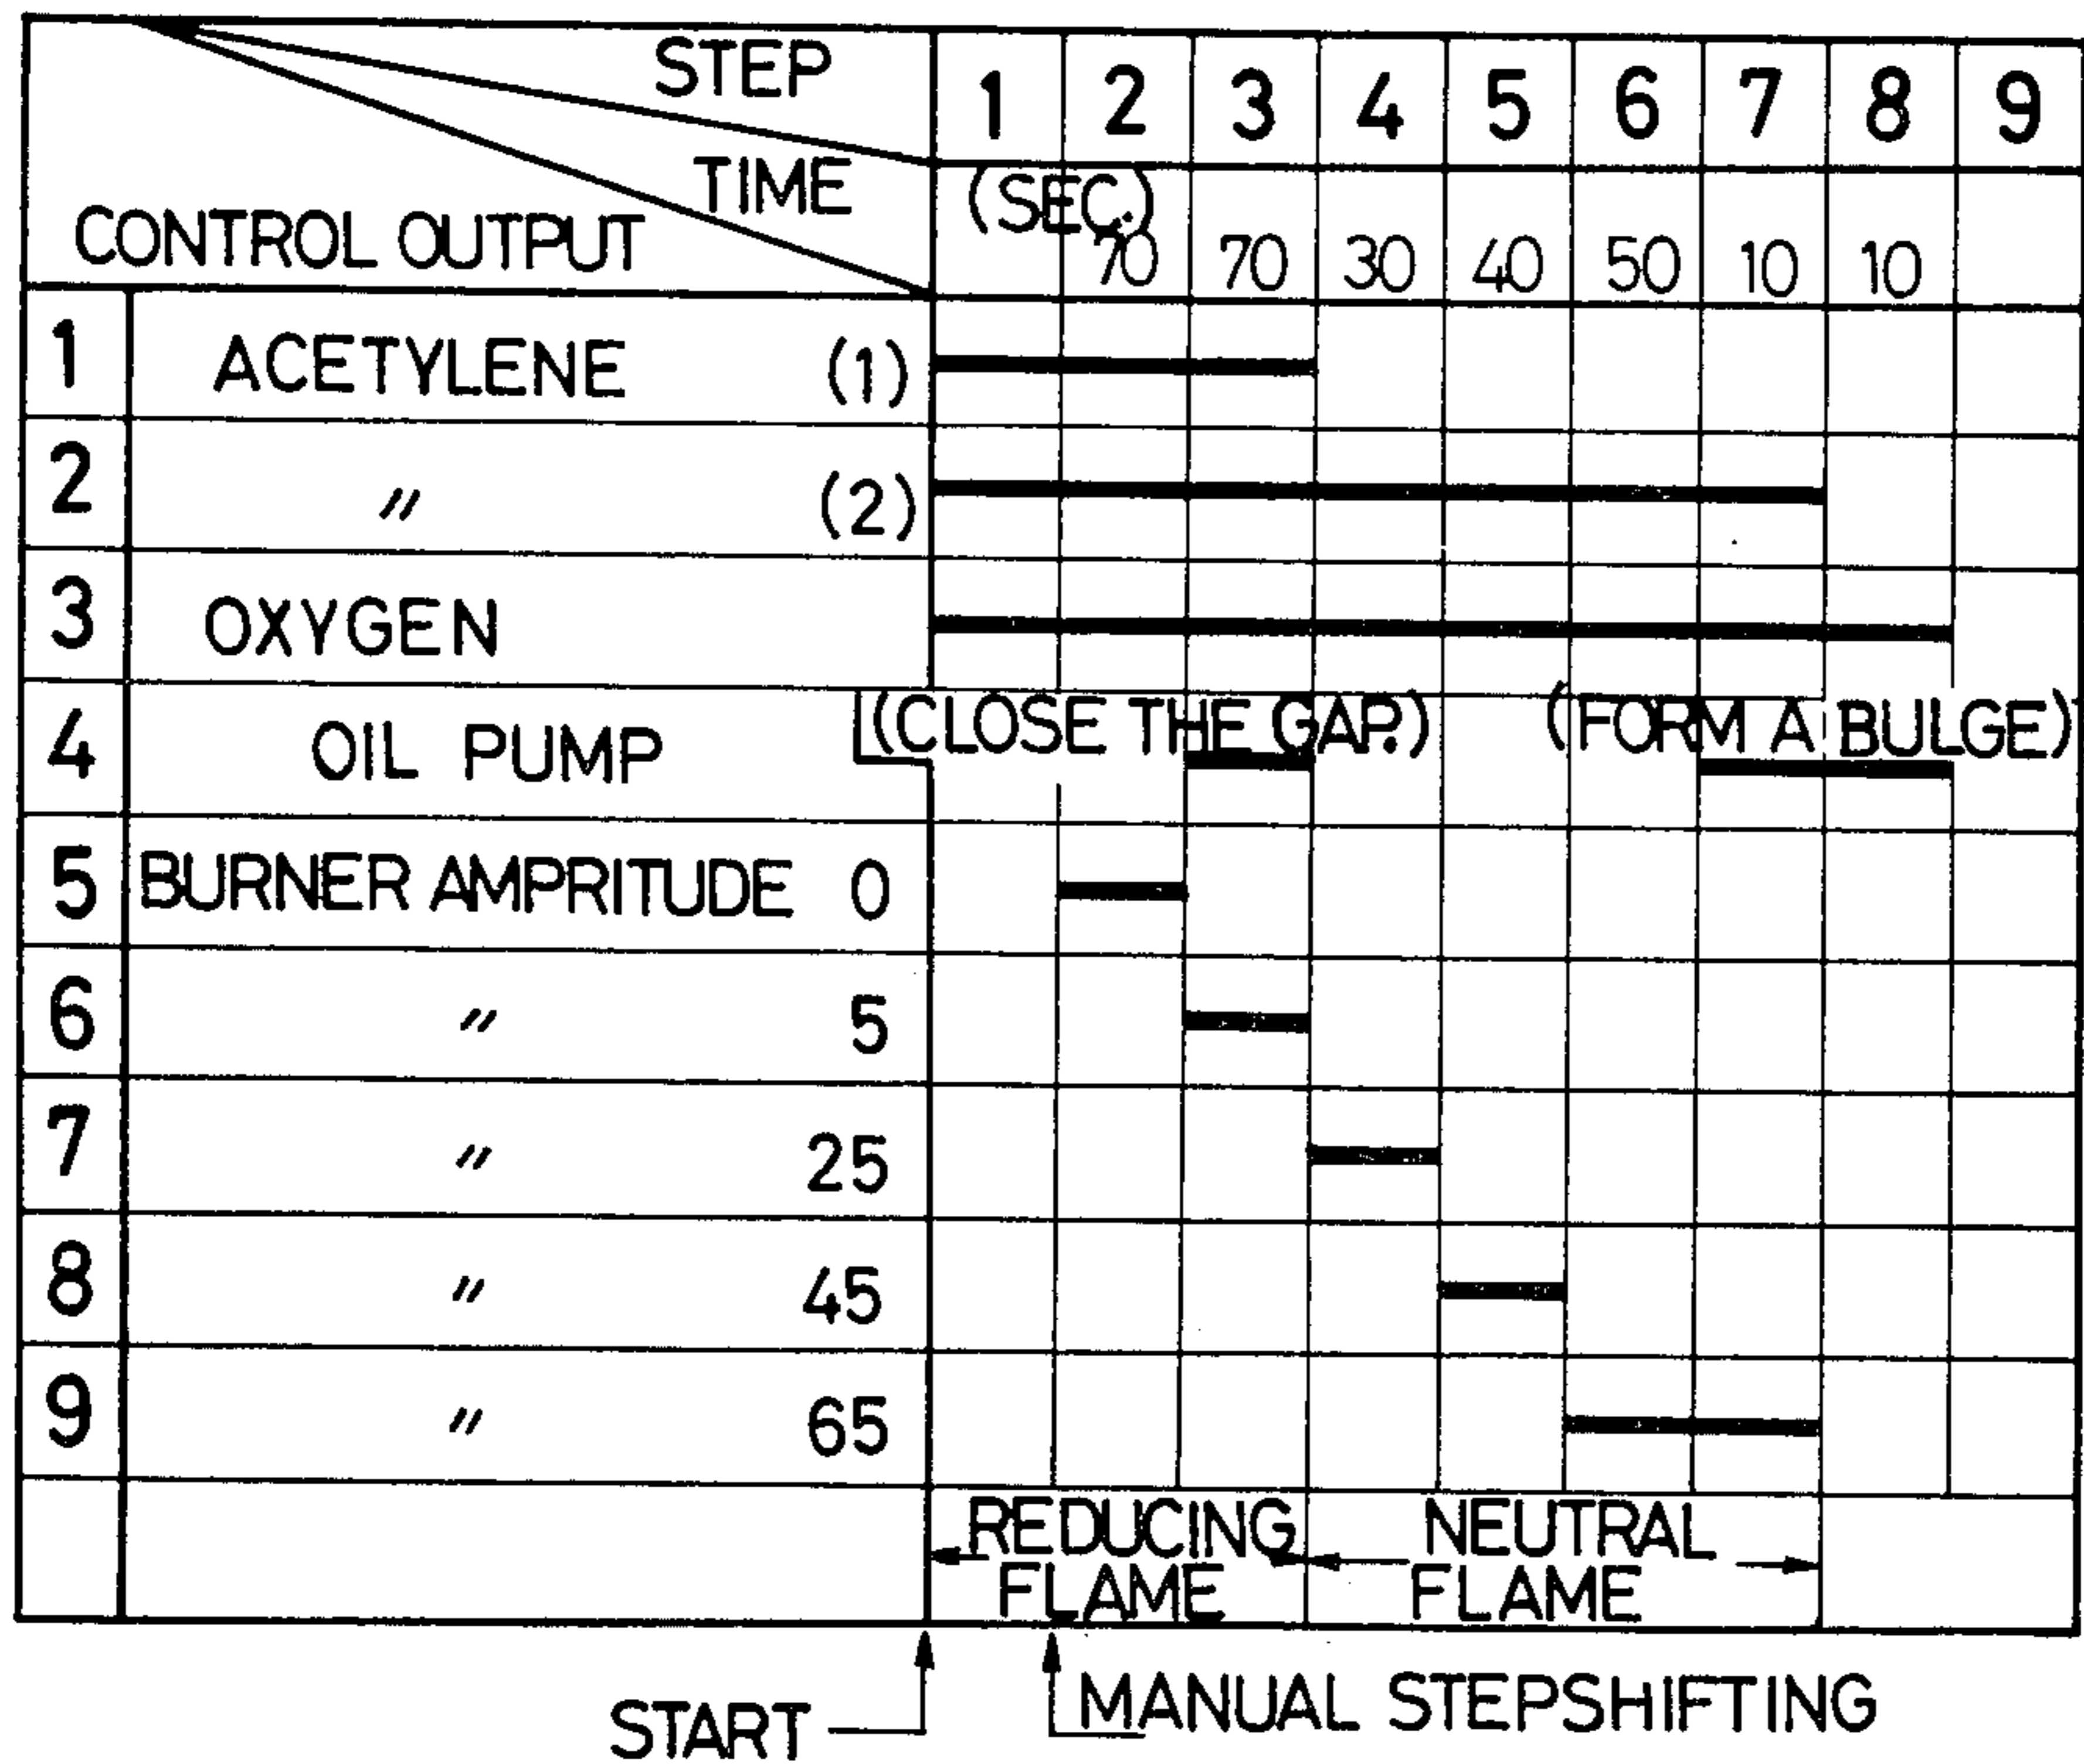 STEP 1 2 3 4 5 6 7 8 9
TIME (SEC.)
CONTROL OUTPUT 70 70 30 40 50 10 10
1 ACETYLENE (1)
2 〃 (2)
3 OXYGEN
4 OIL PUMP (CLOSE THE GAP.) (FORM A BULGE)
5 BURNER AMPRITUDE 0
6 〃 5
7 〃 25
8 〃 45
9 〃 65
REDUCING FLAME NEUTRAL FLAME
START MANUAL STEPSHIFTING